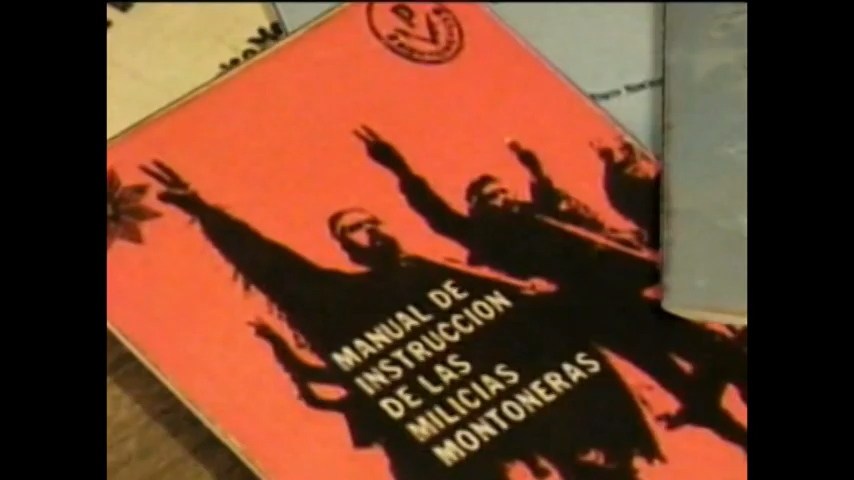 MANUAL DE
INSTRUCCION
DE LAS
MILICIAS
MONTONERAS